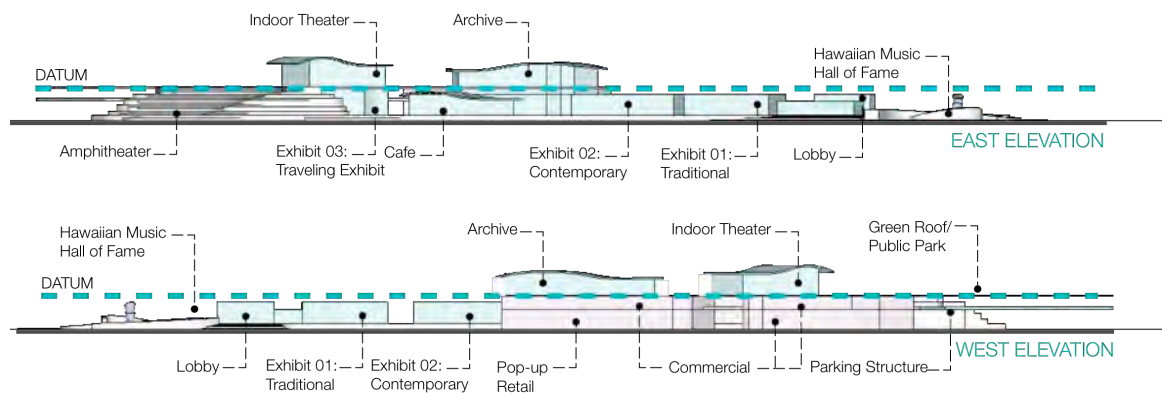 Indoor Theater
Archive
Hawaiian Music
Hall of Fame
DATUM
Amphitheater
Exhibit 03:
Traveling Exhibit
Cafe
Exhibit 02:
Contemporary
Exhibit 01:
Traditional
Lobby
EAST ELEVATION
Hawaiian Music
Hall of Fame
Archive
Indoor Theater
Green Roof/
Public Park
DATUM
Lobby
Exhibit 01:
Traditional
Exhibit 02:
Contemporary
Pop-up
Retail
Commercial
Parking Structure
WEST ELEVATION